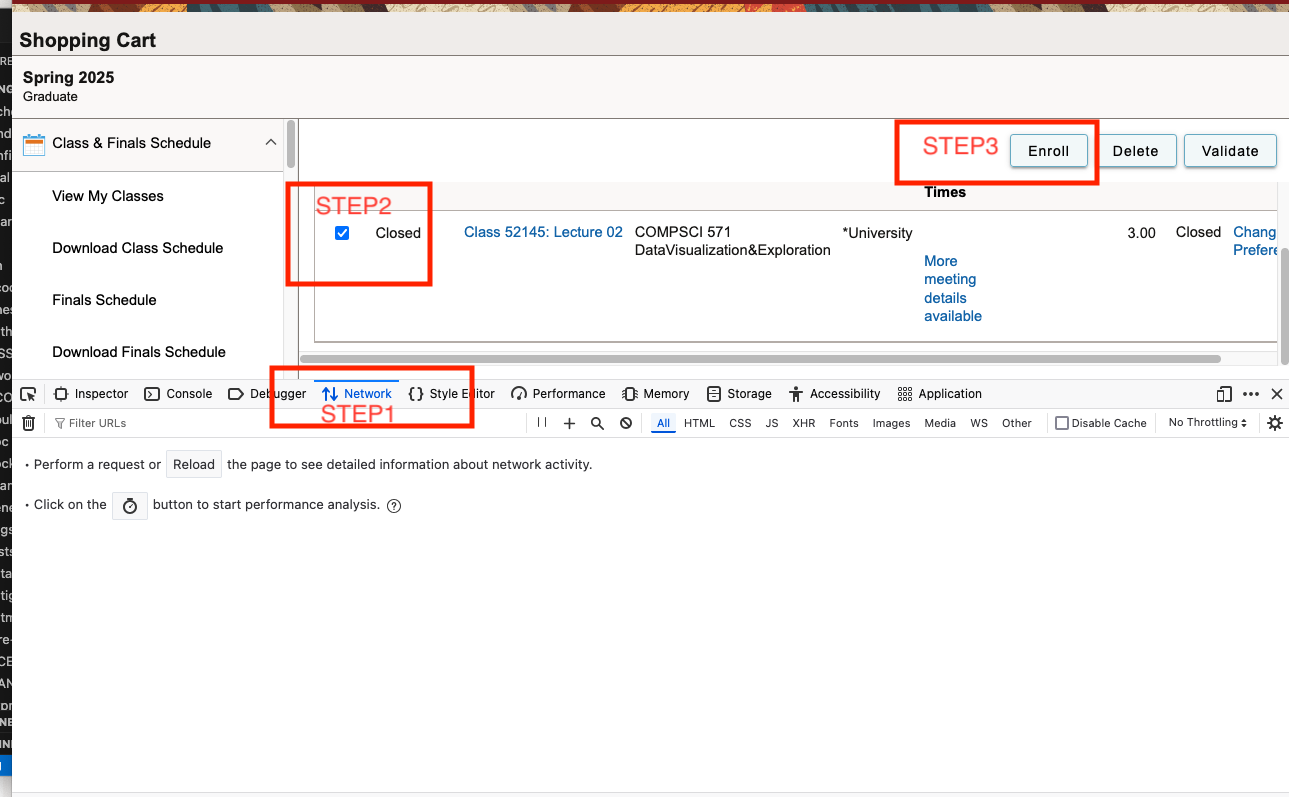 Shopping Cart
Spring 2025
Graduate
Class & Finals Schedule
View My Classes
Download Class Schedule
Finals Schedule
Download Finals Schedule
STEP3
Enroll
Delete
Validate
Times
STEP2
Closed
Class 52145: Lecture 02
COMPSCI 571
DataVisualization&Exploration
*University
More
meeting
details
available
3.00
Closed
Chang
Prefere
Inspector
Console
Debugger
Network
STEP1
Style Editor
Performance
Memory
Storage
Accessibility
Application
Filter URLs
All
HTML
CSS
JS
XHR
Fonts
Images
Media
WS
Other
Disable Cache
No Throttling
• Perform a request or Reload the page to see detailed information about network activity.
• Click on the button to start performance analysis. ?